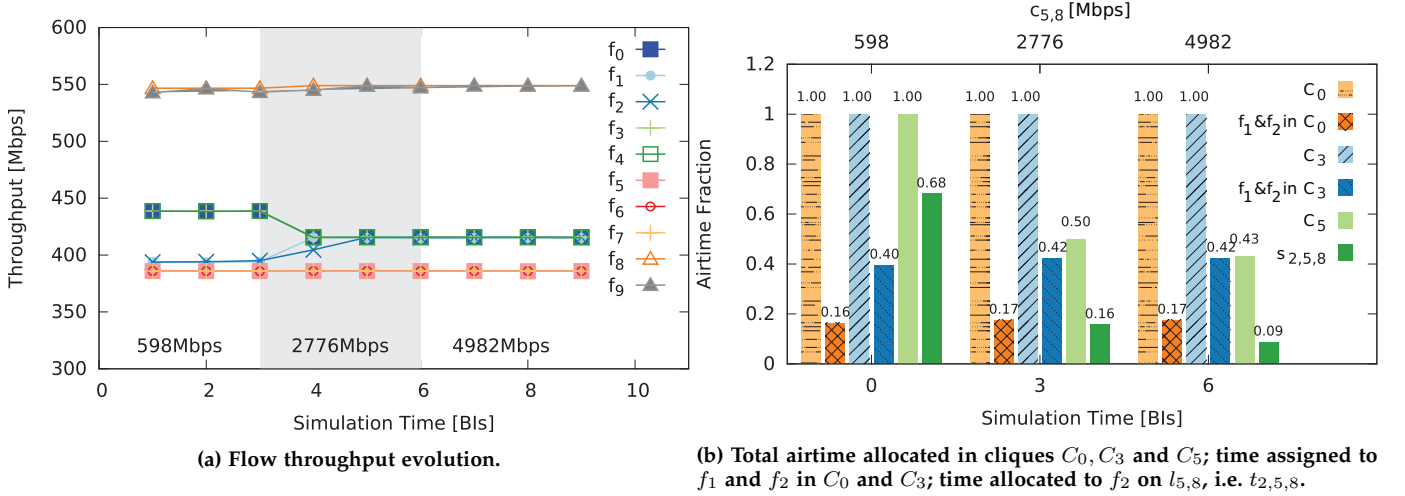 600
550
500
450
400
350
300
Throughput [Mbps]
f0
f1
f2
f3
f4
f5
f6
f7
f8
f9
598Mbps
2776Mbps
4982Mbps
0
2
4
6
8
10
Simulation Time [BIs]
(a) Flow throughput evolution.
c5,8 [Mbps]
598
2776
4982
1.2
1
0.8
0.6
0.4
0.2
0
Airtime Fraction
1.00
0.16
1.00
0.40
1.00
0.68
1.00
0.17
1.00
0.42
0.50
0.16
1.00
0.17
1.00
0.42
0.43
0.09
C0
f1&f2 in C0
C3
f1&f2 in C3
C5
s2,5,8
0
3
6
Simulation Time [BIs]
(b) Total airtime allocated in cliques C0, C3 and C5; time assigned to
f1 and f2 in C0 and C3; time allocated to f2 on l5,8, i.e. t2,5,8.